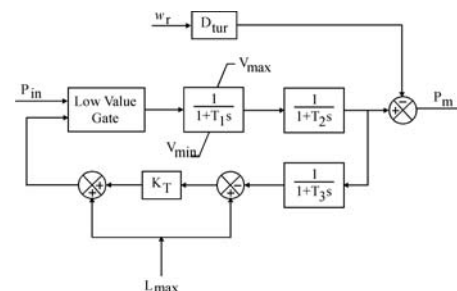 w_r
D_tur
V_max
P_in
Low Value
Gate
1
1+T_1s
1
1+T_2s
−
+
P_m
V_min
1
1+T_3s
+
+
K_T
−
+
L_max